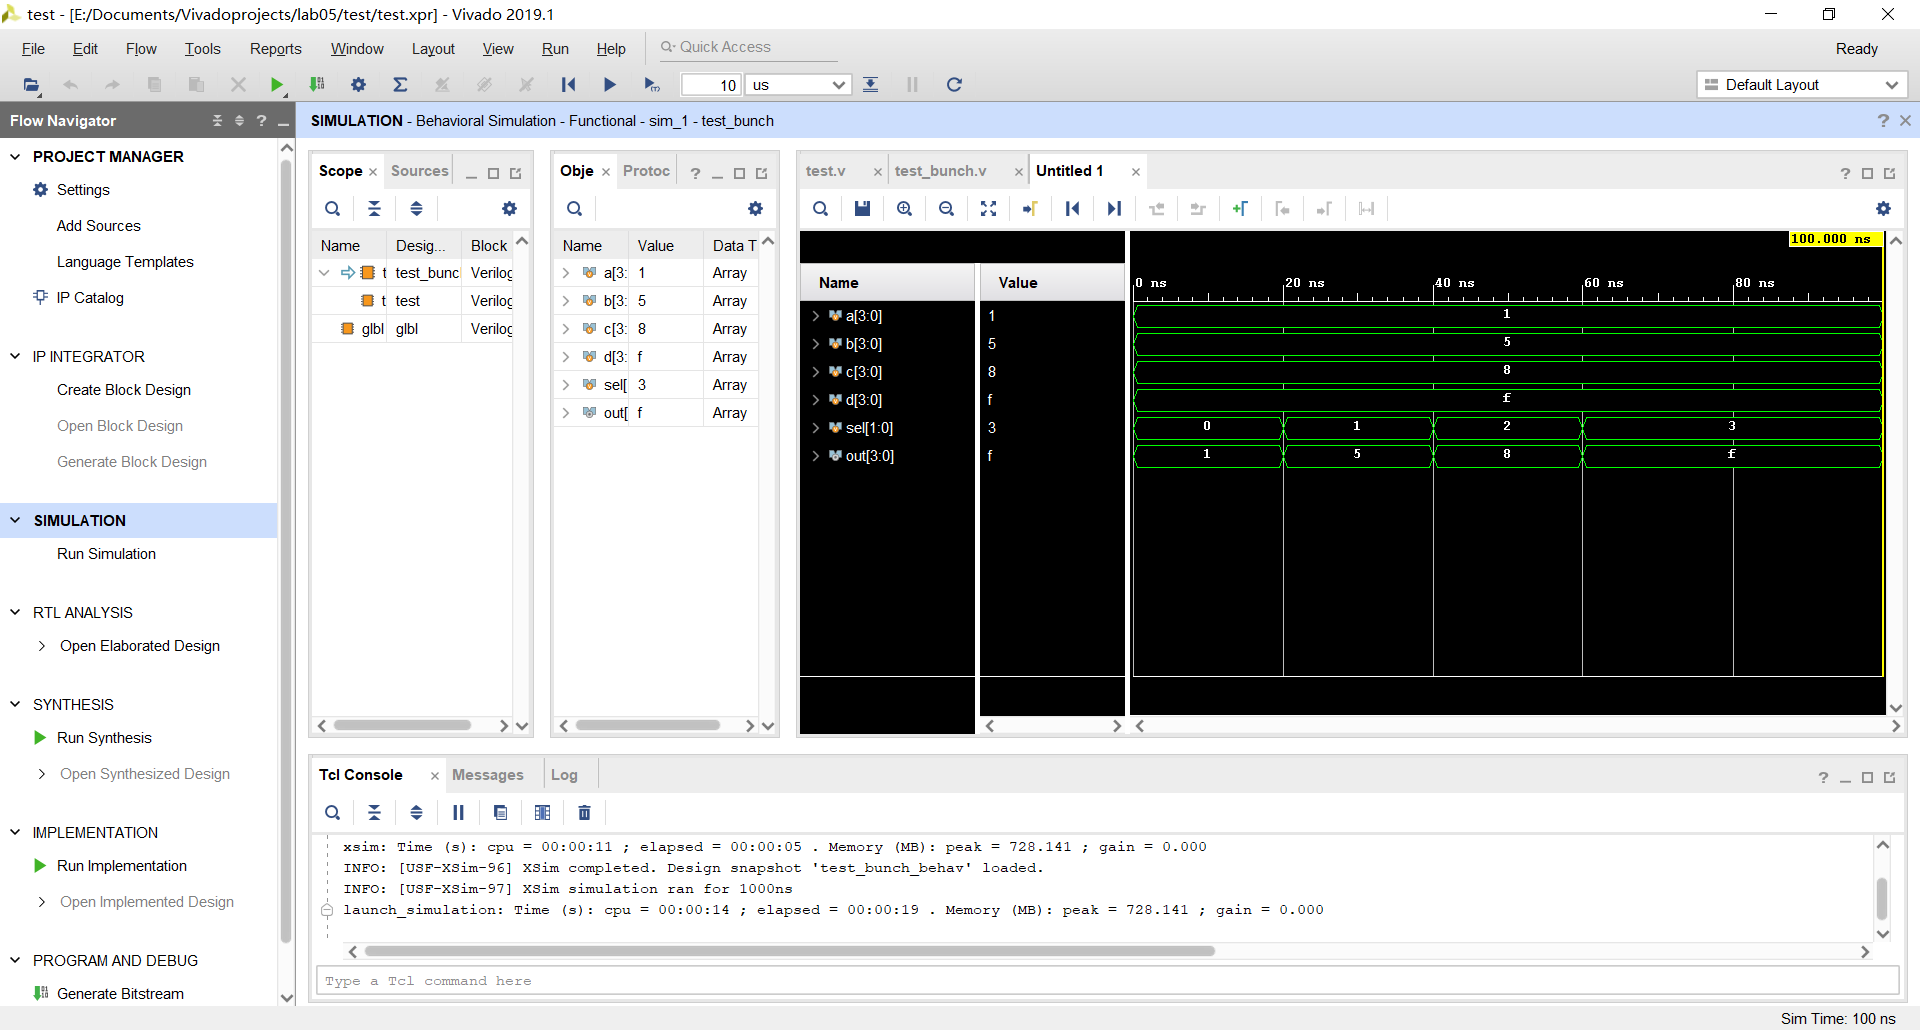 test - [E:/Documents/Vivadoprojects/lab05/test/test.xpr] - Vivado 2019.1
File Edit Flow Tools Reports Window Layout View Run Help Quick Access Ready
10 us Default Layout
Flow Navigator
PROJECT MANAGER
Settings
Add Sources
Language Templates
IP Catalog
IP INTEGRATOR
Create Block Design
Open Block Design
Generate Block Design
SIMULATION
Run Simulation
RTL ANALYSIS
Open Elaborated Design
SYNTHESIS
Run Synthesis
Open Synthesized Design
IMPLEMENTATION
Run Implementation
Open Implemented Design
PROGRAM AND DEBUG
Generate Bitstream
SIMULATION - Behavioral Simulation - Functional - sim_1 - test_bunch
Scope Sources
Name Desig... Block
t test_bunc Verilog
t test Verilog
glbl glbl Verilog
Obje Protoc
Name Value Data T
a[3: 1 Array
b[3: 5 Array
c[3: 8 Array
d[3: f Array
sel[ 3 Array
out[ f Array
test.v test_bunch.v Untitled 1
100.000 ns
Name Value 0 ns 20 ns 40 ns 60 ns 80 ns
a[3:0] 1 1
b[3:0] 5 5
c[3:0] 8 8
d[3:0] f f
sel[1:0] 3 0 1 2 3
out[3:0] f 1 5 8 f
Tcl Console Messages Log
xsim: Time (s): cpu = 00:00:11 ; elapsed = 00:00:05 . Memory (MB): peak = 728.141 ; gain = 0.000
INFO: [USF-XSim-96] XSim completed. Design snapshot 'test_bunch_behav' loaded.
INFO: [USF-XSim-97] XSim simulation ran for 1000ns
launch_simulation: Time (s): cpu = 00:00:14 ; elapsed = 00:00:19 . Memory (MB): peak = 728.141 ; gain = 0.000
Type a Tcl command here
Sim Time: 100 ns